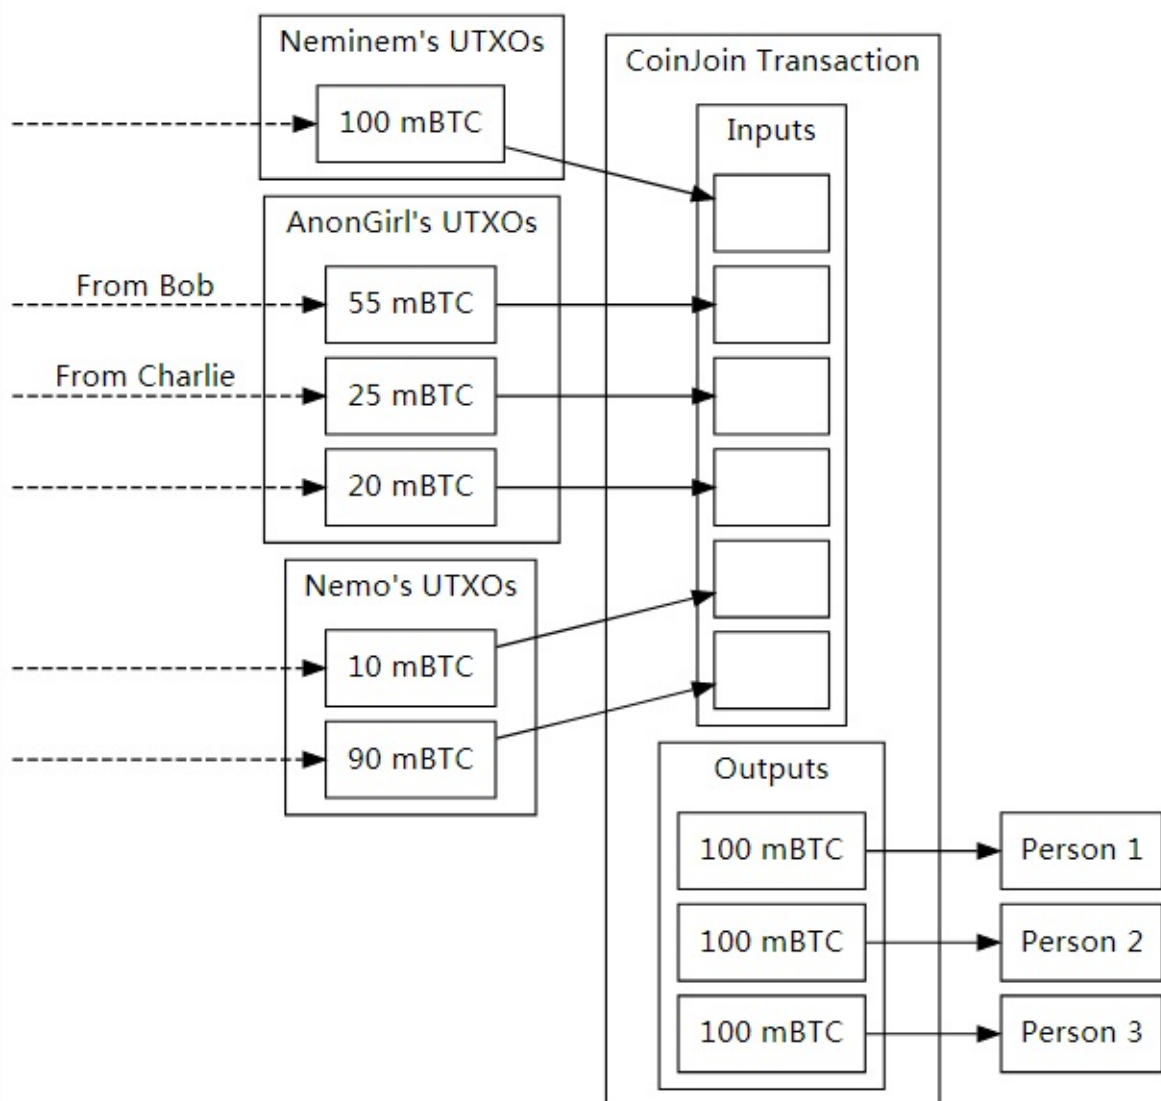 Neminem's UTXOs
100 mBTC
AnonGirl's UTXOs
From Bob
55 mBTC
From Charlie
25 mBTC
20 mBTC
Nemo's UTXOs
10 mBTC
90 mBTC
CoinJoin Transaction
Inputs
Outputs
100 mBTC
Person 1
100 mBTC
Person 2
100 mBTC
Person 3